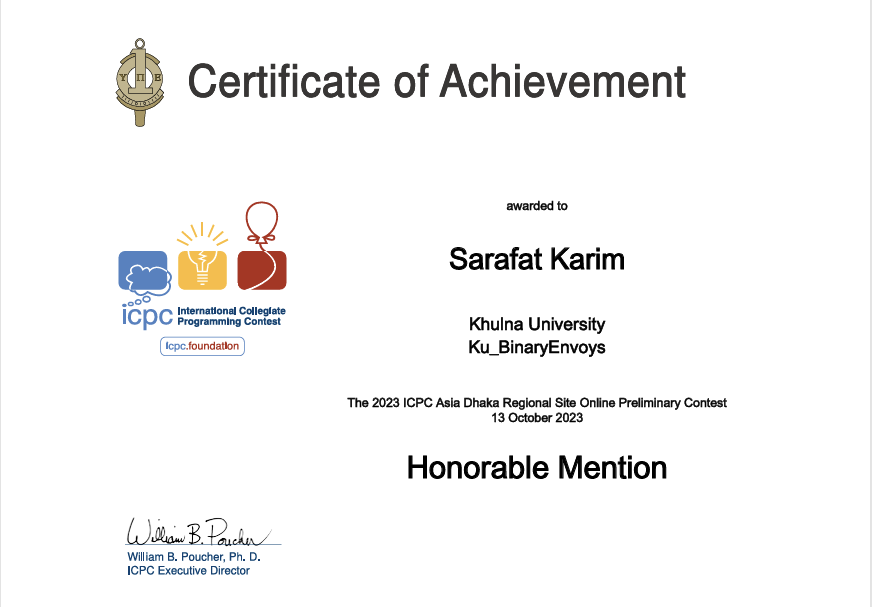 Certificate of Achievement
Υ Π Ε
awarded to
Sarafat Karim
Khulna University
Ku_BinaryEnvoys
icpc International Collegiate
Programming Contest
icpc.foundation
The 2023 ICPC Asia Dhaka Regional Site Online Preliminary Contest
13 October 2023
Honorable Mention
William B. Poucher
William B. Poucher, Ph. D.
ICPC Executive Director